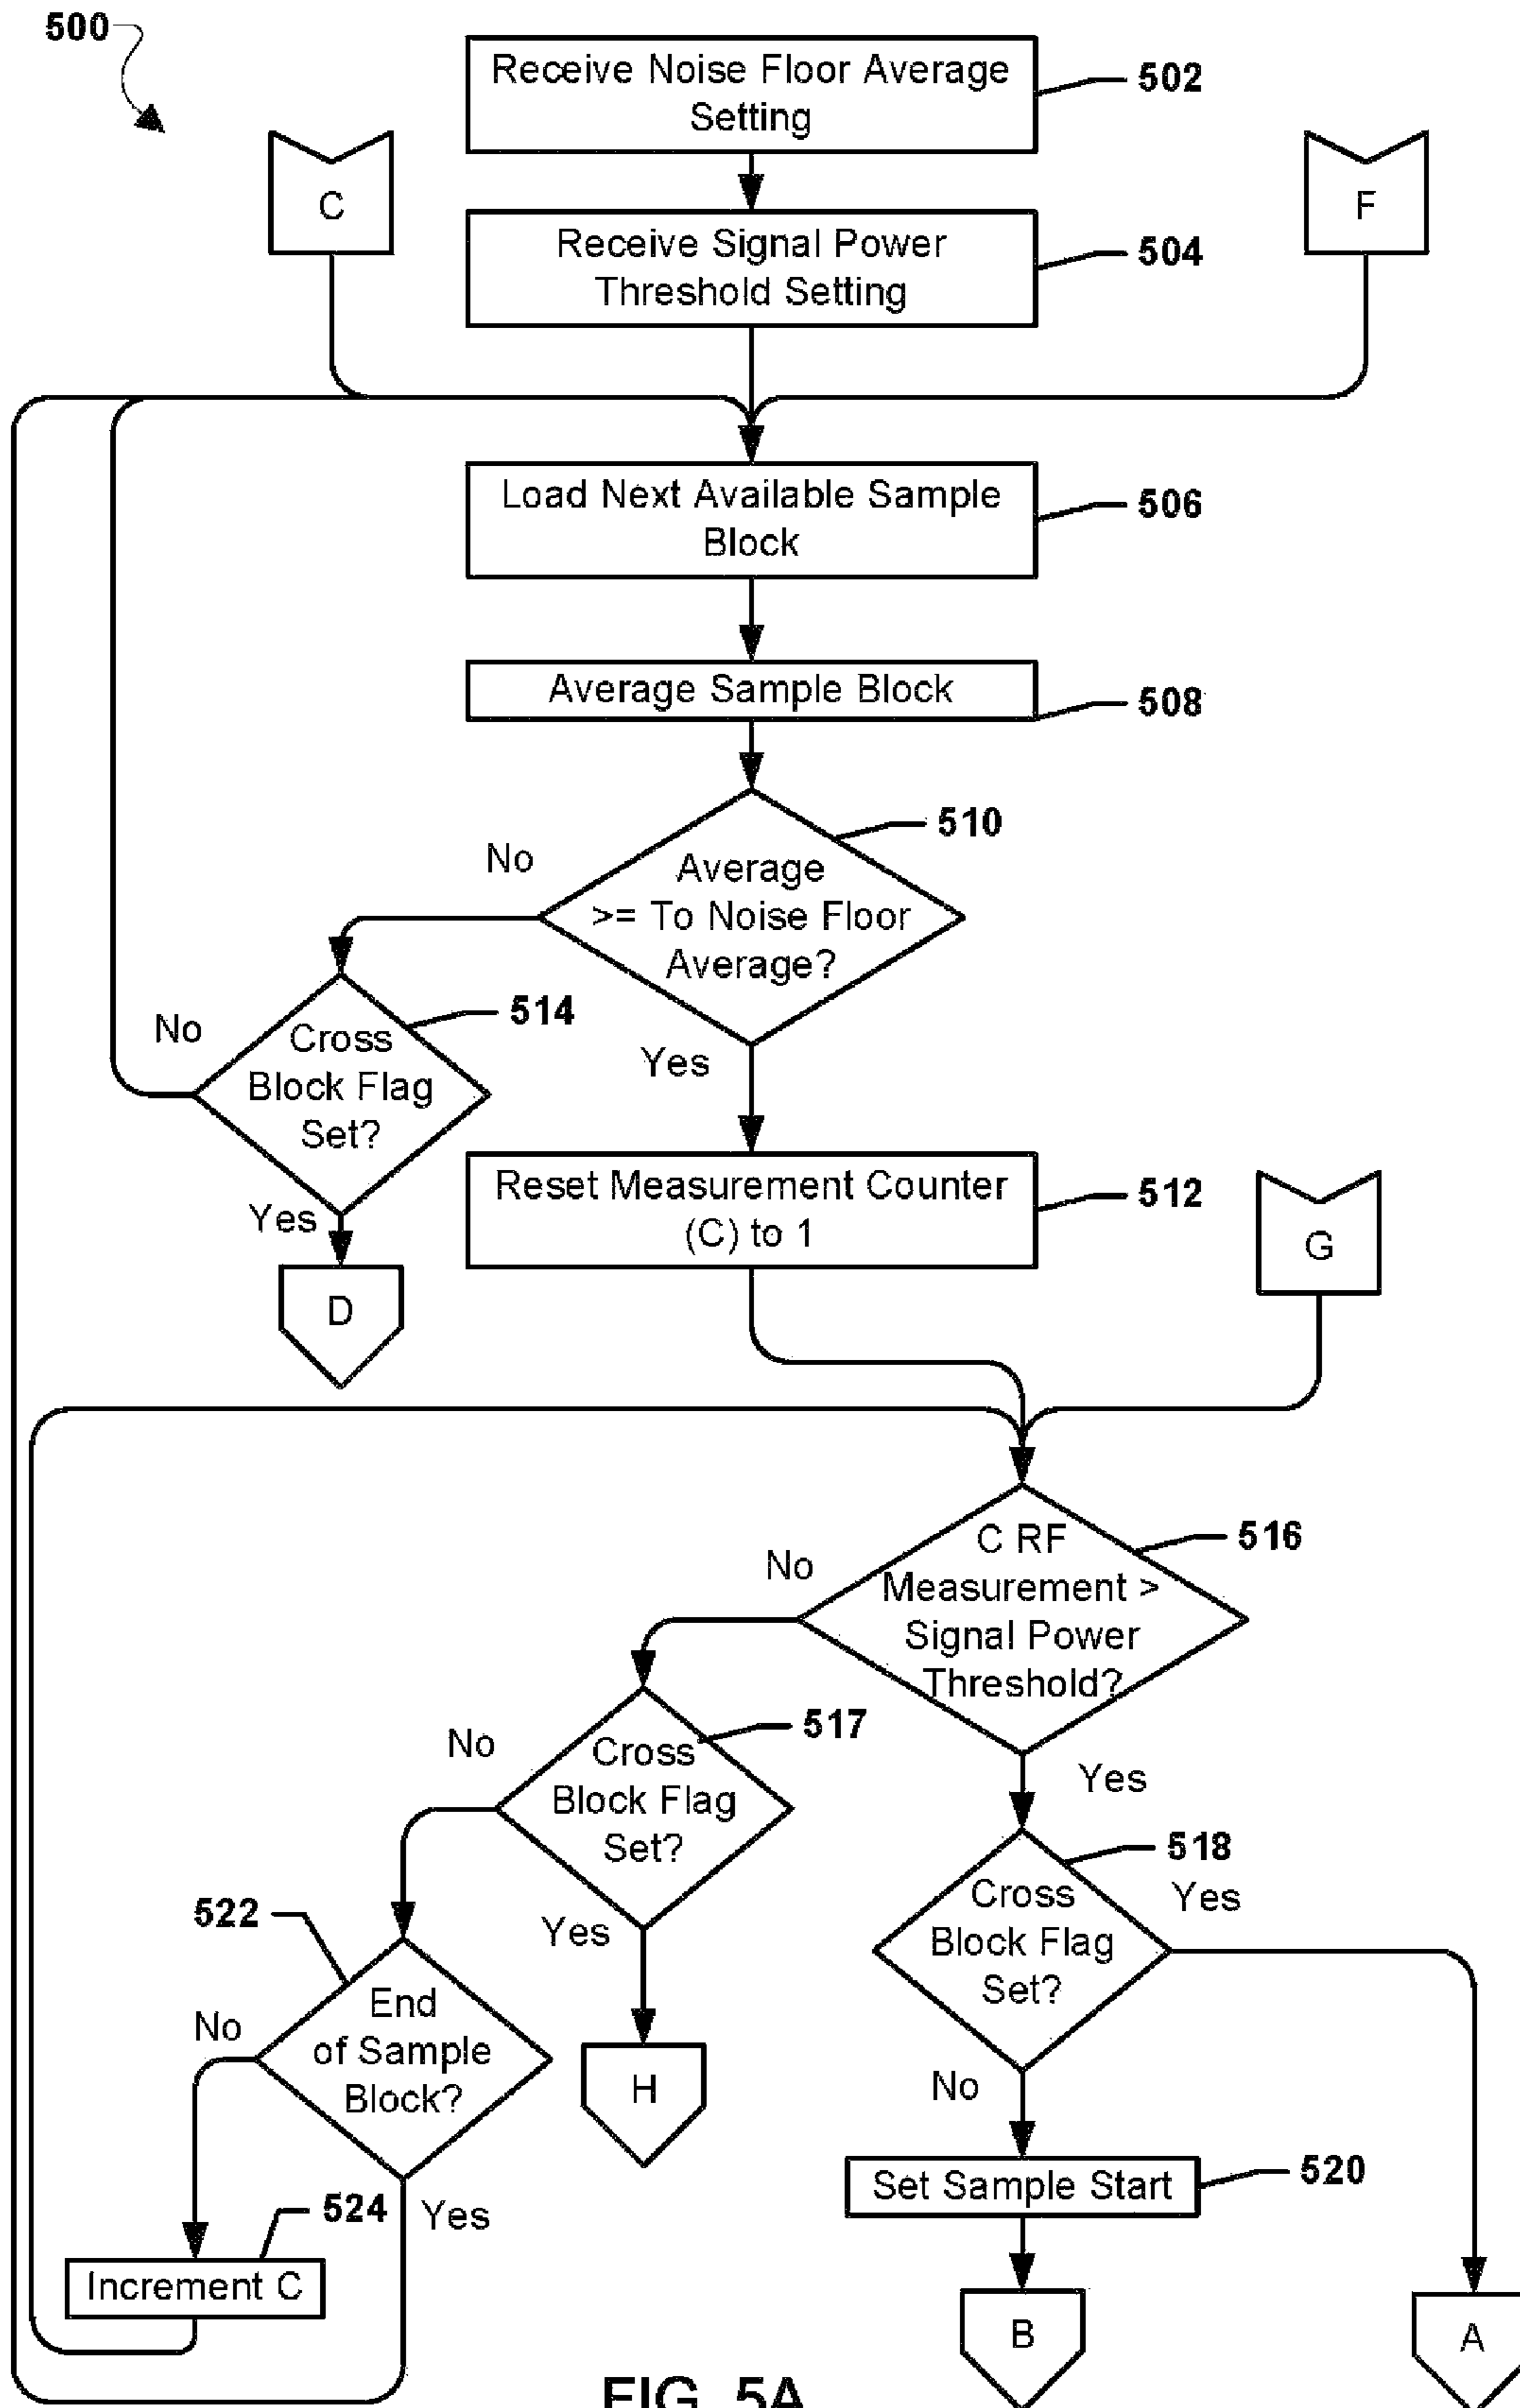 500
Receive Noise Floor Average
Setting
502
C
F
Receive Signal Power
Threshold Setting
504
Load Next Available Sample
Block
506
Average Sample Block
508
510
No
Average
>= To Noise Floor
Average?
514
No
Cross
Block Flag
Set?
Yes
Yes
Reset Measurement Counter
(C) to 1
512
G
D
516
No
C RF
Measurement >
Signal Power
Threshold?
517
No
Cross
Block Flag
Set?
Yes
518
Yes
Cross
Block Flag
Set?
522
Yes
End
of Sample
Block?
No
H
No
Set Sample Start
520
524
Yes
Increment C
B
A
FIG. 5A